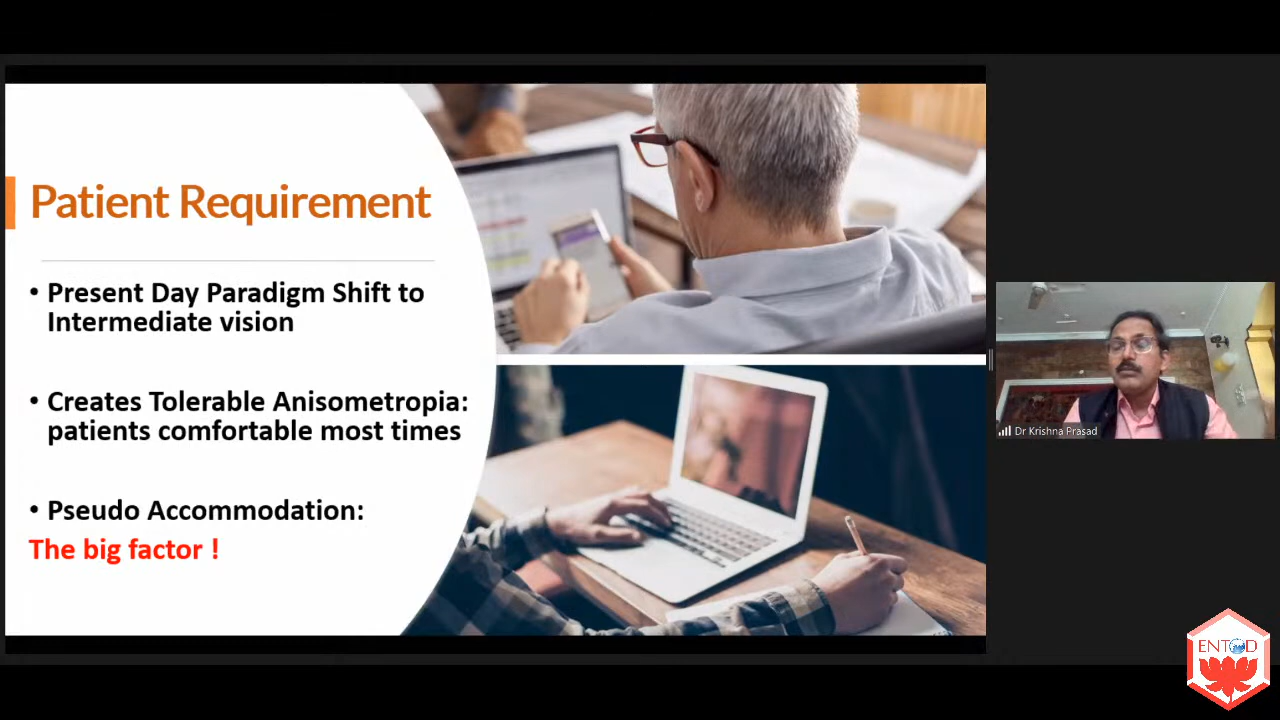 Patient Requirement
• Present Day Paradigm Shift to
Intermediate vision
• Creates Tolerable Anisometropia:
patients comfortable most times
• Pseudo Accommodation:
The big factor !
Dr Krishna Prasad
ENTOD